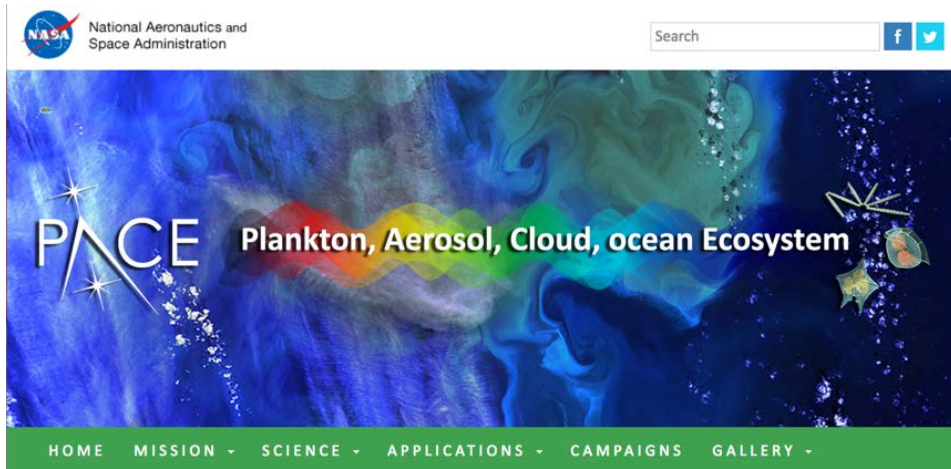 NASA
National Aeronautics and
Space Administration
Search
f
PACE
Plankton, Aerosol, Cloud, ocean Ecosystem
HOME MISSION SCIENCE APPLICATIONS CAMPAIGNS GALLERY